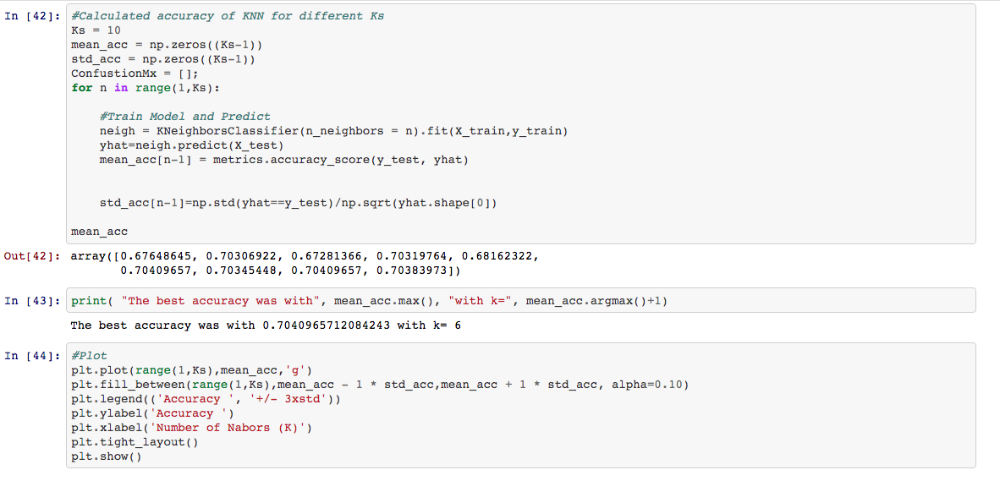 In [42]: #Calculated accuracy of KNN for different Ks
Ks = 10
mean_acc = np.zeros((Ks-1))
std_acc = np.zeros((Ks-1))
ConfustionMx = [];
for n in range(1,Ks):
#Train Model and Predict
neigh = KNeighborsClassifier(n_neighbors = n).fit(X_train,y_train)
yhat=neigh.predict(X_test)
mean_acc[n-1] = metrics.accuracy_score(y_test, yhat)
std_acc[n-1]=np.std(yhat==y_test)/np.sqrt(yhat.shape[0])
mean_acc
Out[42]: array([0.67648645, 0.70306922, 0.67281366, 0.70319764, 0.68162322,
0.70409657, 0.70345448, 0.70409657, 0.70383973])
In [43]: print( "The best accuracy was with", mean_acc.max(), "with k=", mean_acc.argmax()+1)
The best accuracy was with 0.7040965712084243 with k= 6
In [44]: #Plot
plt.plot(range(1,Ks),mean_acc,'g')
plt.fill_between(range(1,Ks),mean_acc - 1 * std_acc,mean_acc + 1 * std_acc, alpha=0.10)
plt.legend(('Accuracy ', '+/- 3xstd'))
plt.ylabel('Accuracy ')
plt.xlabel('Number of Nabors (K)')
plt.tight_layout()
plt.show()